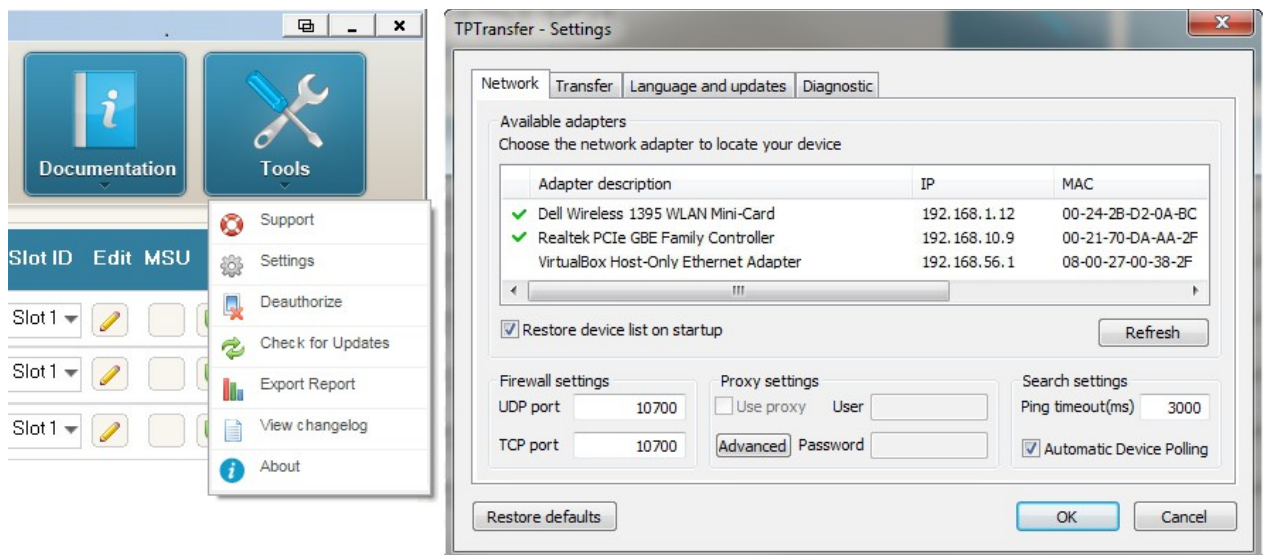 Documentation
Tools
Support
Settings
Deauthorize
Check for Updates
Export Report
View changelog
About
Slot ID Edit MSU
Slot 1
Slot 1
Slot 1
TPTransfer - Settings
Network Transfer Language and updates Diagnostic
Available adapters
Choose the network adapter to locate your device
Adapter description IP MAC
Dell Wireless 1395 WLAN Mini-Card 192.168.1.12 00-24-2B-D2-0A-BC
Realtek PCIe GBE Family Controller 192.168.10.9 00-21-70-DA-AA-2F
VirtualBox Host-Only Ethernet Adapter 192.168.56.1 08-00-27-00-38-2F
Restore device list on startup
Refresh
Firewall settings
UDP port 10700
TCP port 10700
Proxy settings
Use proxy User
Advanced Password
Search settings
Ping timeout(ms) 3000
Automatic Device Polling
Restore defaults
OK
Cancel